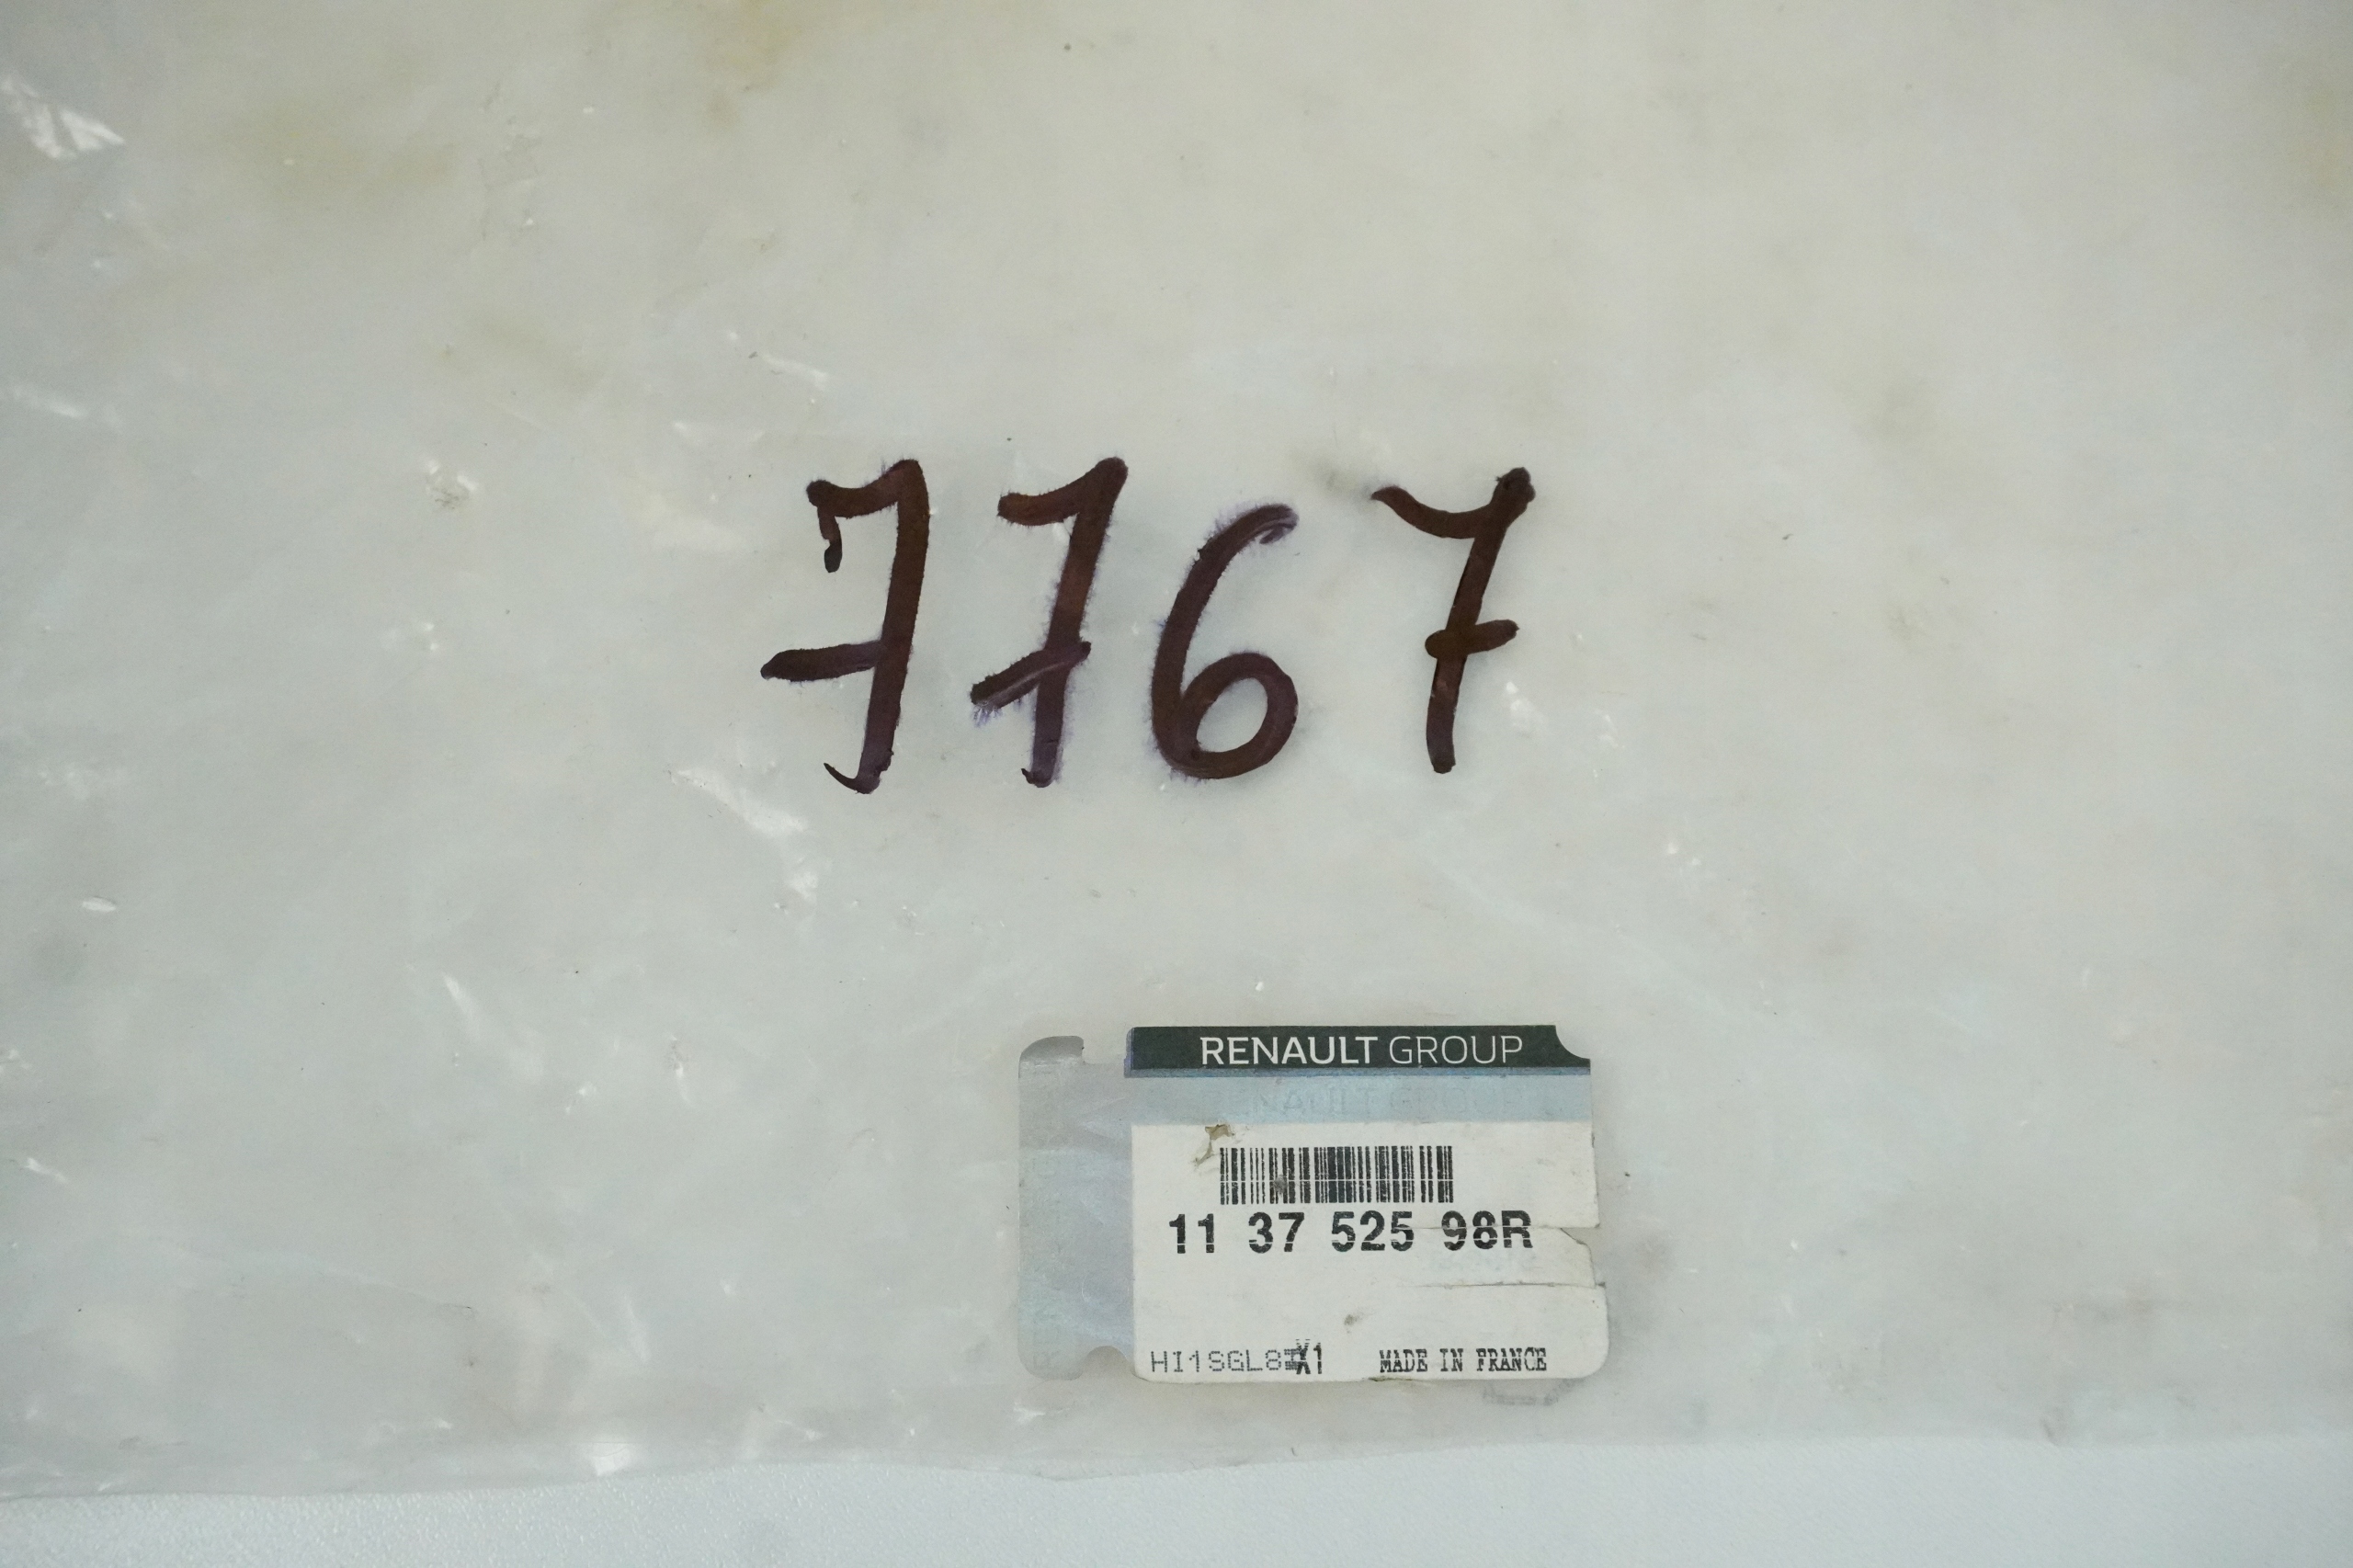 7767
RENAULT GROUP
11 37 525 98R
MADE IN FRANCE